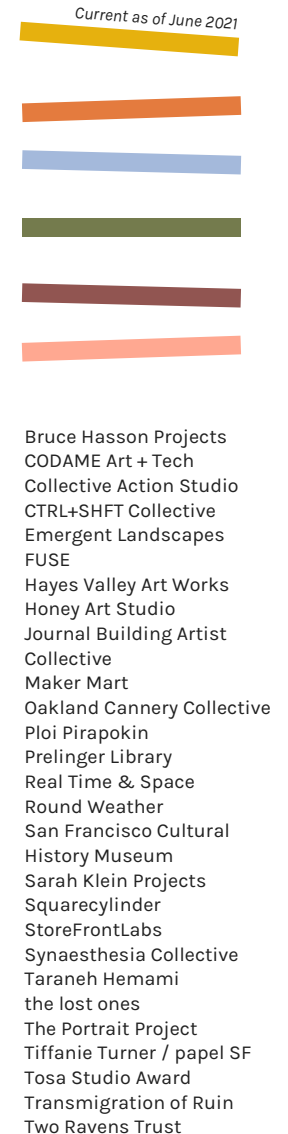 Current as of June 2021
Bruce Hasson Projects
CODAME Art + Tech
Collective Action Studio
CTRL+SHFT Collective
Emergent Landscapes
FUSE
Hayes Valley Art Works
Honey Art Studio
Journal Building Artist
Collective
Maker Mart
Oakland Cannery Collective
Ploi Pirapokin
Prelinger Library
Real Time & Space
Round Weather
San Francisco Cultural
History Museum
Sarah Klein Projects
Squarecylinder
StoreFrontLabs
Synaesthesia Collective
Taraneh Hemami
the lost ones
The Portrait Project
Tiffanie Turner / papel SF
Tosa Studio Award
Transmigration of Ruin
Two Ravens Trust